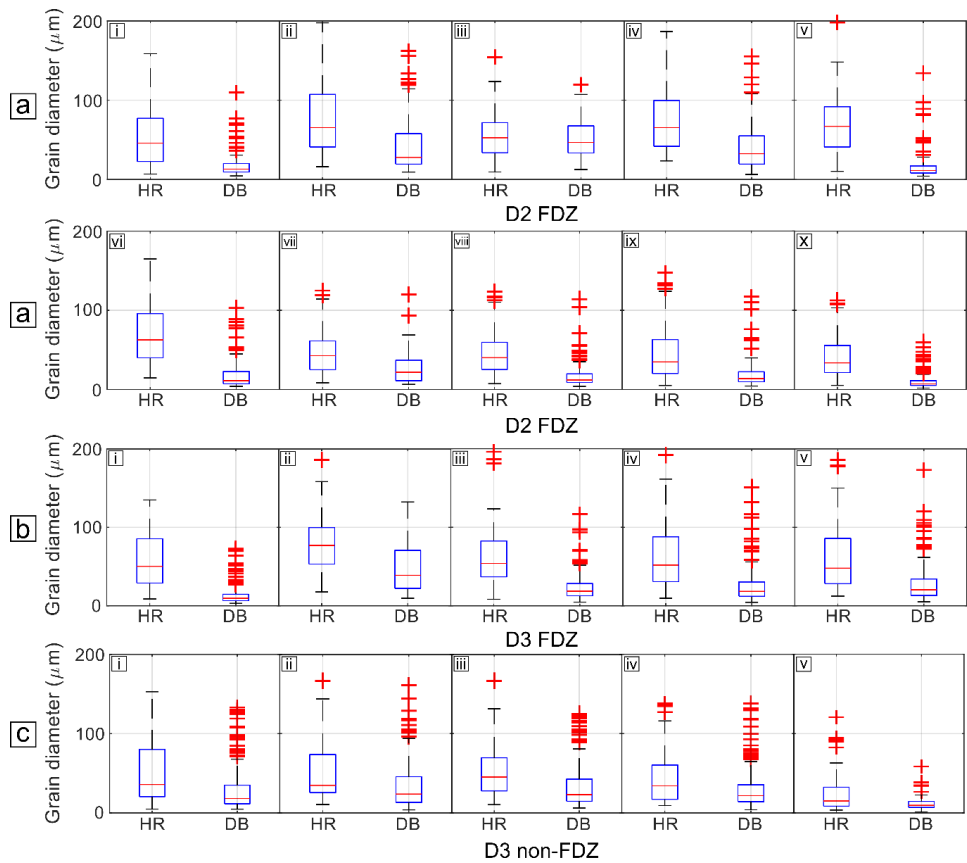 200 i ii iii iv v
a Grain diameter (μm) 100
0
HR DB HR DB HR DB HR DB HR DB
D2 FDZ
200 vi vii viii ix x
a Grain diameter (μm) 100
0
HR DB HR DB HR DB HR DB HR DB
D2 FDZ
200 i ii iii iv v
b Grain diameter (μm) 100
0
HR DB HR DB HR DB HR DB HR DB
D3 FDZ
200 i ii iii iv v
c Grain diameter (μm) 100
0
HR DB HR DB HR DB HR DB HR DB
D3 non-FDZ